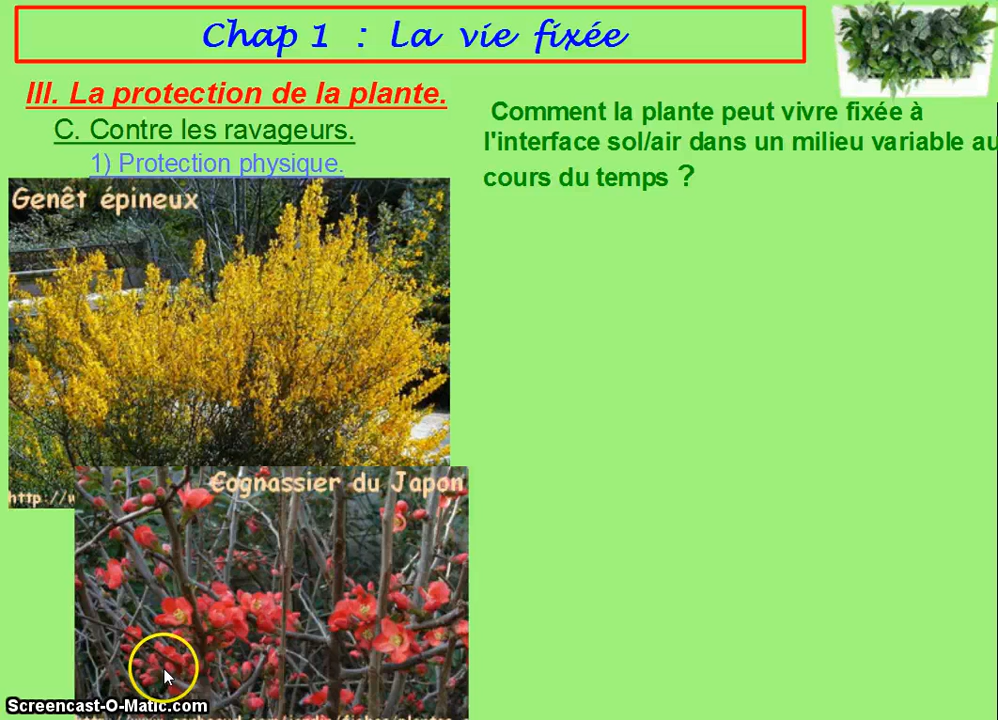 Chap 1 : La vie fixée
III. La protection de la plante.
C. Contre les ravageurs.
1) Protection physique.
Comment la plante peut vivre fixée à
l'interface sol/air dans un milieu variable au
cours du temps ?
Genêt épineux
Cognassier du Japon
Screencast-O-Matic.com